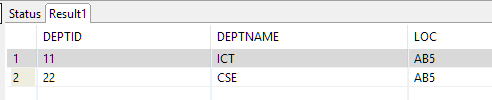 Status Result1
DEPTID DEPTNAME LOC
1 11 ICT AB5
2 22 CSE AB5